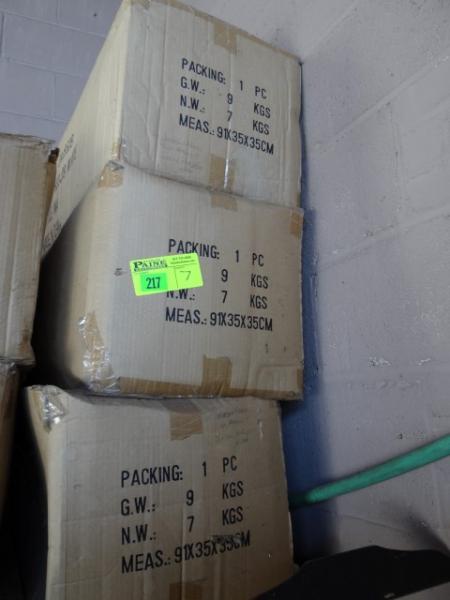 PACKING: 1 PC
G.W.: 9 KGS
N.W.: 7 KGS
MEAS.: 91X35X35CM
PACKING: 1 PC
PAINE
217 7
9 KGS
N.W.: 7 KGS
MEAS.: 91X35X35CM
PACKING: 1 PC
G.W.: 9 KGS
N.W.: 7 KGS
MEAS.: 91X35X35CM